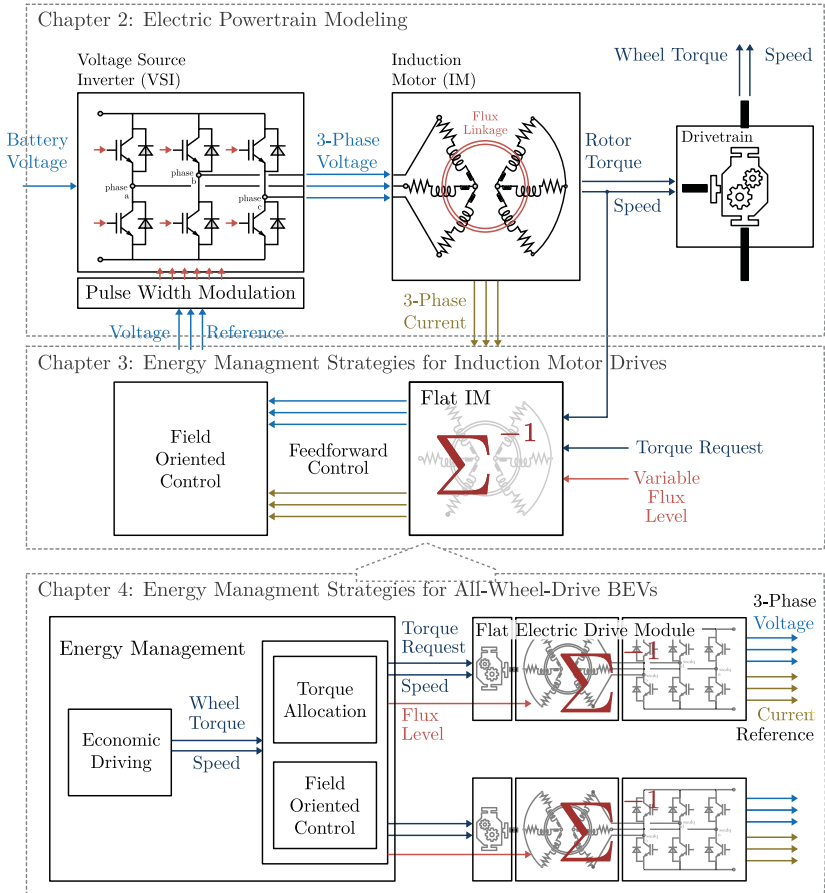 Chapter 2: Electric Powertrain Modeling
Voltage Source
Inverter (VSI)
Induction
Motor (IM)
Wheel Torque
Speed
Battery
Voltage
phase
a
phase
b
phase
c
3-Phase
Voltage
Flux
Linkage
Rotor
Torque
Speed
Drivetrain
Pulse Width Modulation
Voltage
Reference
3-Phase
Current
Chapter 3: Energy Managment Strategies for Induction Motor Drives
Field
Oriented
Control
Feedforward
Control
Flat IM
Σ−1
Torque Request
Variable
Flux
Level
Chapter 4: Energy Managment Strategies for All-Wheel-Drive BEVs
Energy Management
Economic
Driving
Wheel
Torque
Speed
Torque
Allocation
Field
Oriented
Control
Torque
Request
Speed
Flux
Level
Flat Electric Drive Module
Σ−1
3-Phase
Voltage
Current
Reference
Σ−1